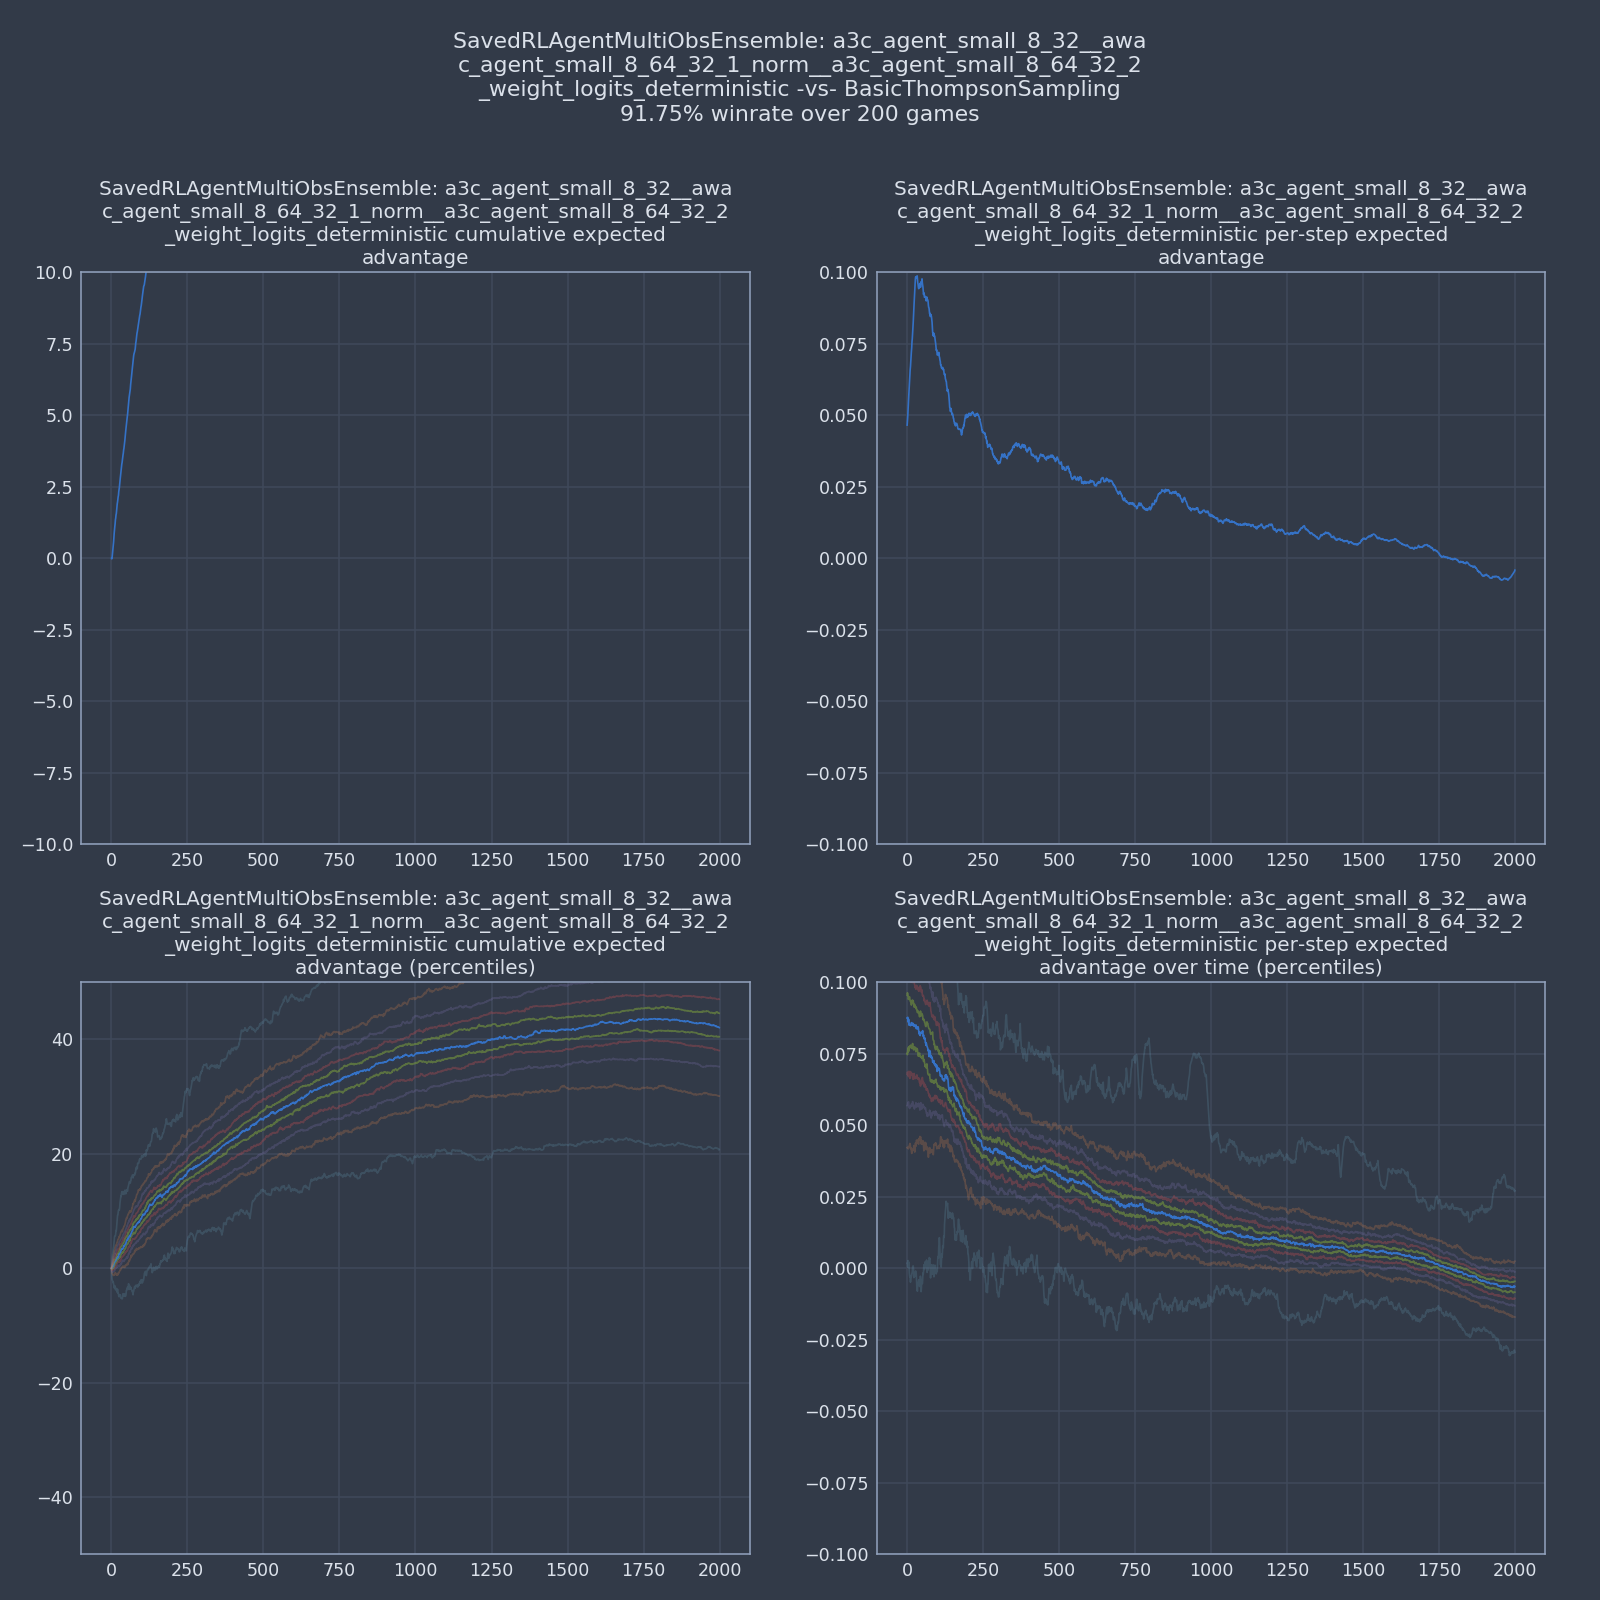 SavedRLAgentMultiObsEnsemble: a3c_agent_small_8_32__awa
c_agent_small_8_64_32_1_norm__a3c_agent_small_8_64_32_2
_weight_logits_deterministic -vs- BasicThompsonSampling
91.75% winrate over 200 games
SavedRLAgentMultiObsEnsemble: a3c_agent_small_8_32__awa
c_agent_small_8_64_32_1_norm__a3c_agent_small_8_64_32_2
_weight_logits_deterministic cumulative expected
advantage
10.0
7.5
5.0
2.5
0.0
−2.5
−5.0
−7.5
−10.0
0 250 500 750 1000 1250 1500 1750 2000
SavedRLAgentMultiObsEnsemble: a3c_agent_small_8_32__awa
c_agent_small_8_64_32_1_norm__a3c_agent_small_8_64_32_2
_weight_logits_deterministic per-step expected
advantage
0.100
0.075
0.050
0.025
0.000
−0.025
−0.050
−0.075
−0.100
0 250 500 750 1000 1250 1500 1750 2000
SavedRLAgentMultiObsEnsemble: a3c_agent_small_8_32__awa
c_agent_small_8_64_32_1_norm__a3c_agent_small_8_64_32_2
_weight_logits_deterministic cumulative expected
advantage (percentiles)
40
20
0
−20
−40
0 250 500 750 1000 1250 1500 1750 2000
SavedRLAgentMultiObsEnsemble: a3c_agent_small_8_32__awa
c_agent_small_8_64_32_1_norm__a3c_agent_small_8_64_32_2
_weight_logits_deterministic per-step expected
advantage over time (percentiles)
0.100
0.075
0.050
0.025
0.000
−0.025
−0.050
−0.075
−0.100
0 250 500 750 1000 1250 1500 1750 2000